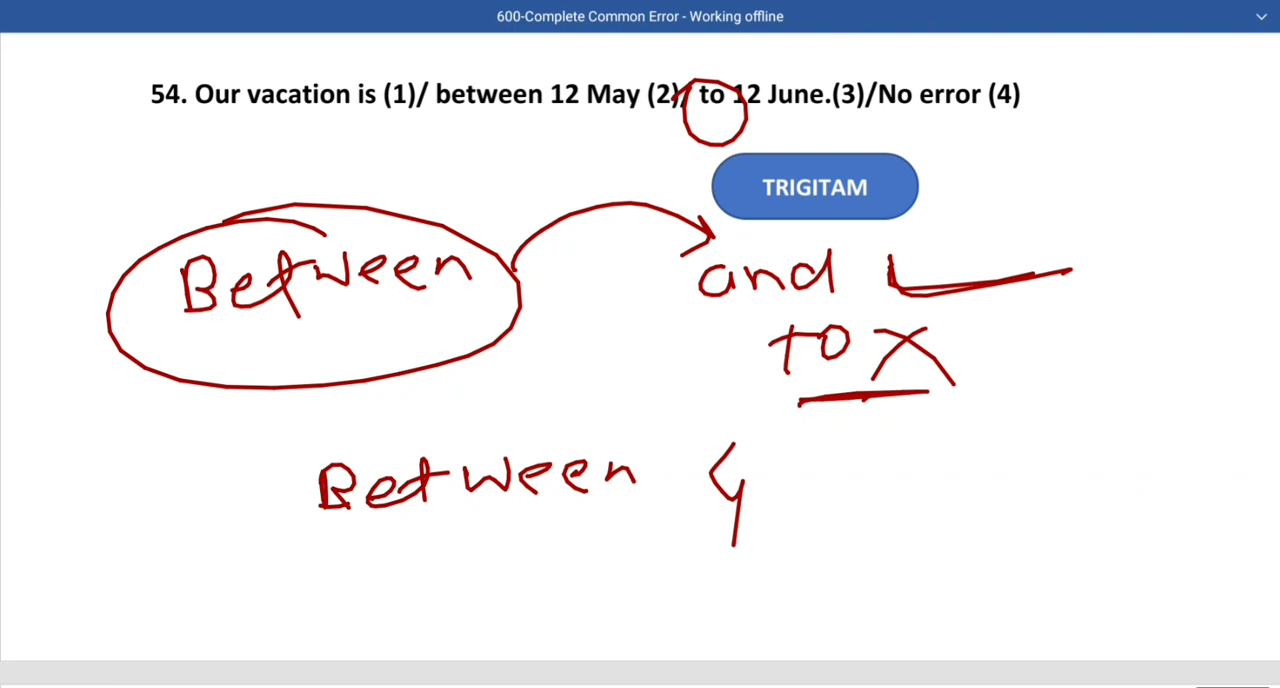 600-Complete Common Error - Working offline
54. Our vacation is (1)/ between 12 May (2)/ to 12 June.(3)/No error (4)
TRIGITAM
Between and
to X
Between 4